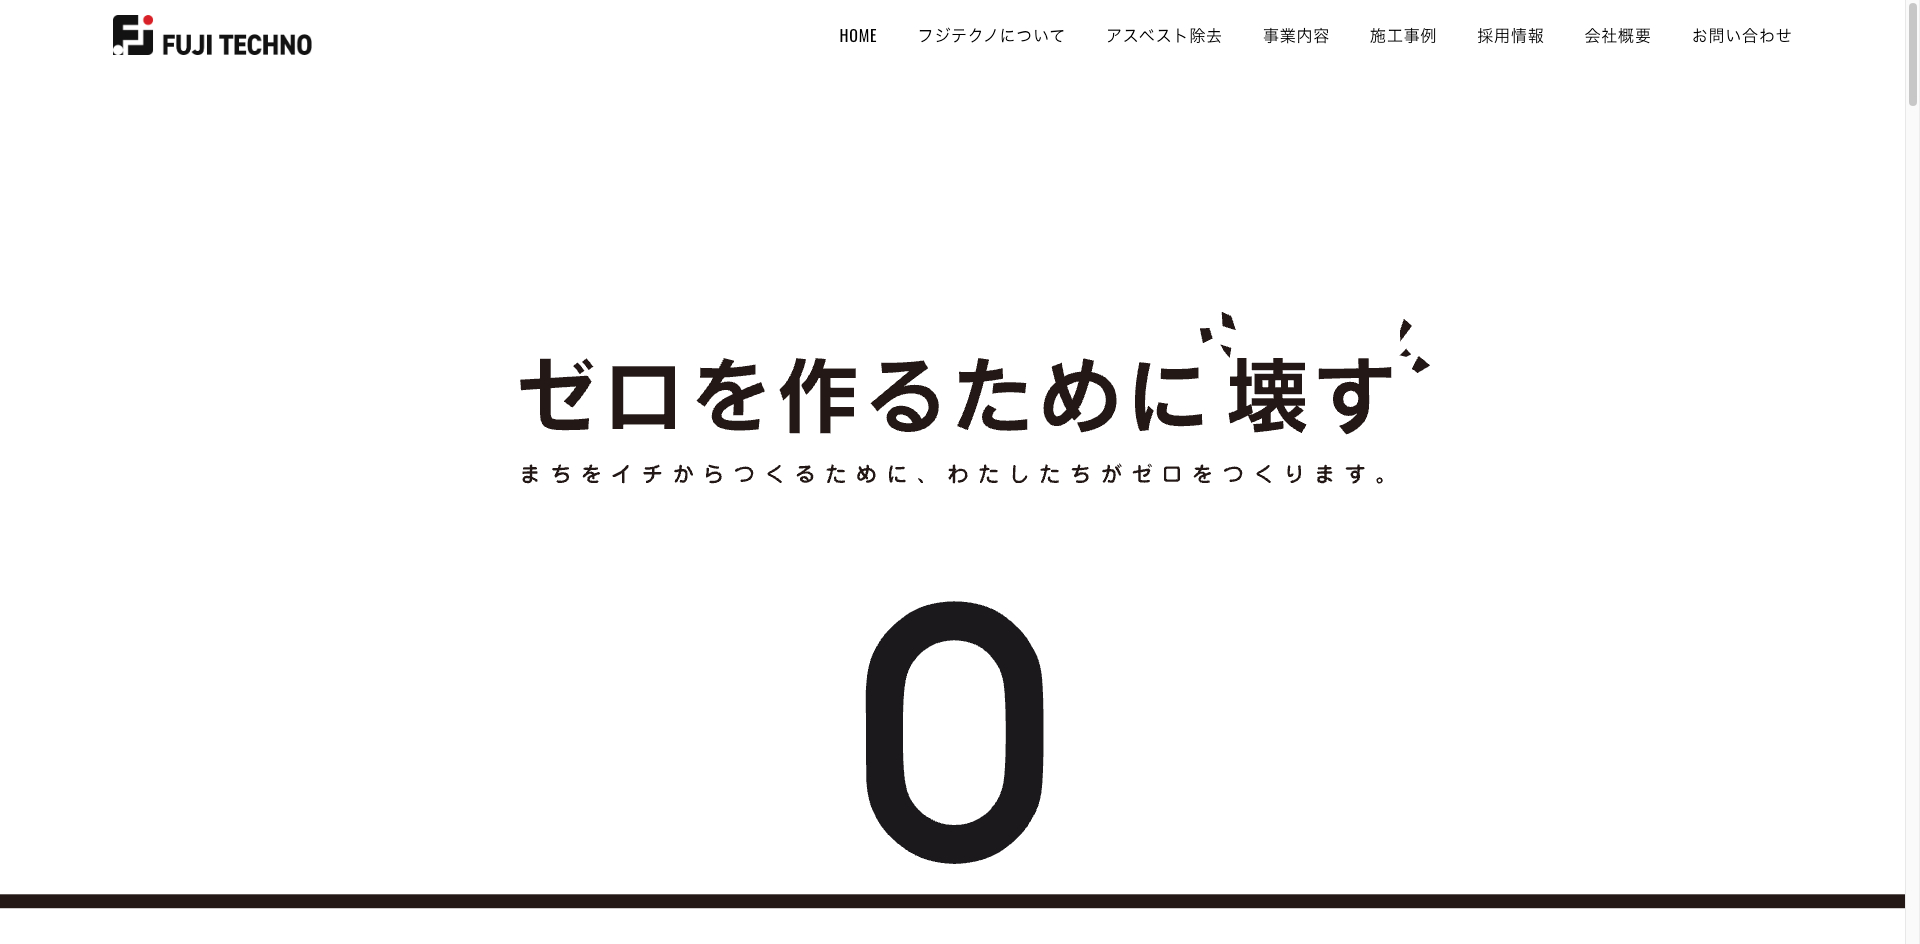 FUJI TECHNO
HOME フジテクノについて アスベスト除去 事業内容 施工事例 採用情報 会社概要 お問い合わせ
ゼロを作るために壊す
まちをイチからつくるために、わたしたちがゼロをつくります。
0